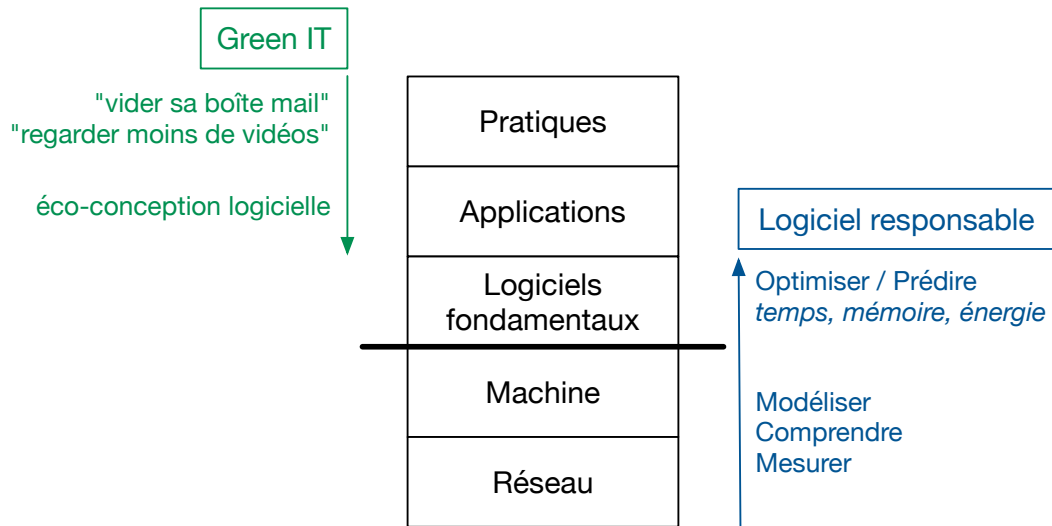 Green IT
"vider sa boîte mail"
"regarder moins de vidéos"
éco-conception logicielle
Pratiques
Applications
Logiciels
fondamentaux
Machine
Réseau
Logiciel responsable
Optimiser / Prédire
temps, mémoire, énergie
Modéliser
Comprendre
Mesurer